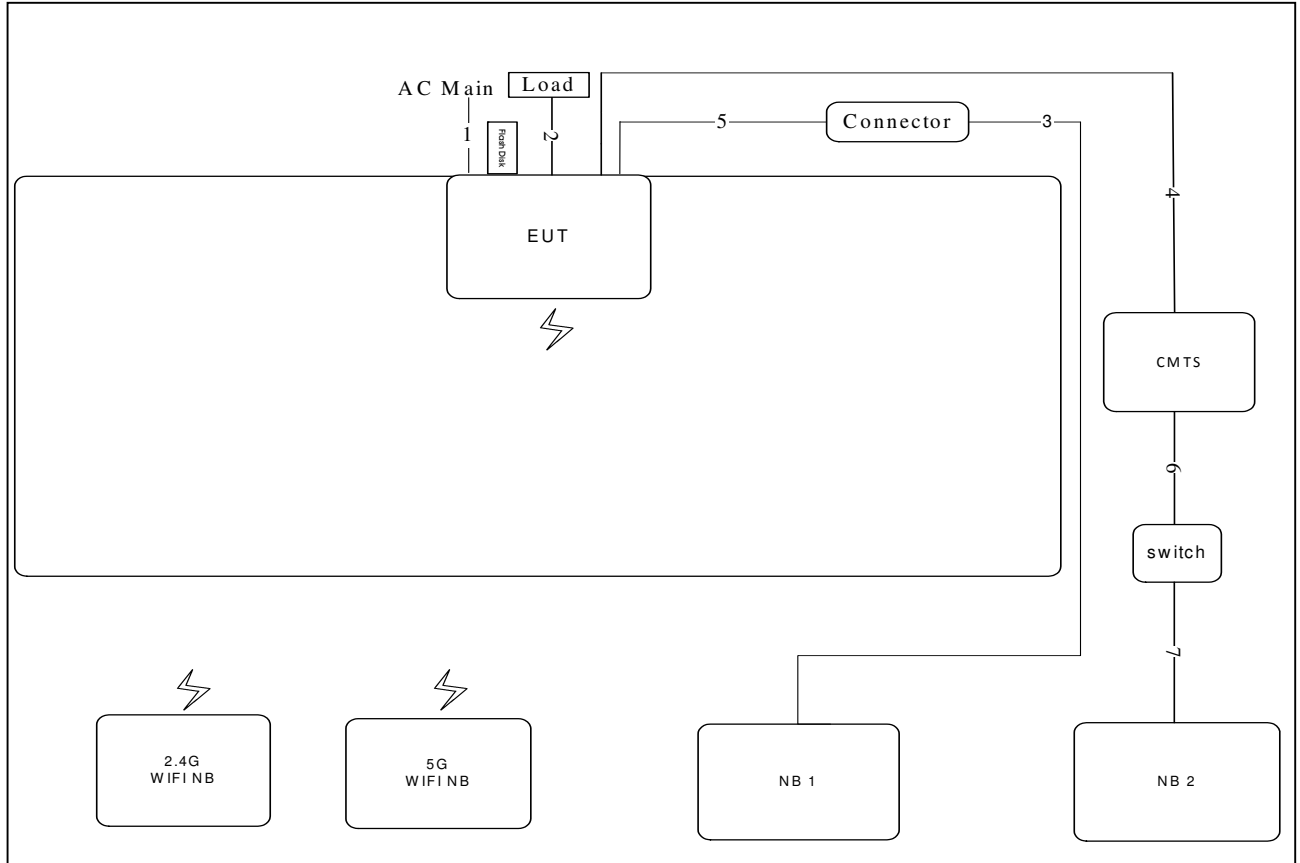 AC Main
Load
1
Flash Disk
2
5
Connector
3
4
EUT
CMTS
6
switch
7
2.4G
WIFI NB
5G
WIFI NB
NB 1
NB 2